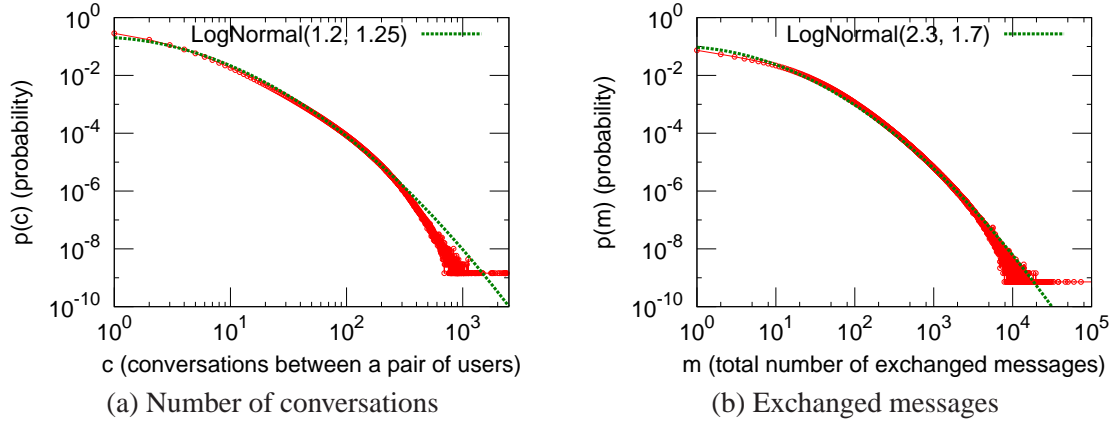 10^0
10^-2
10^-4
10^-6
10^-8
10^-10
p(c) (probability)
LogNormal(1.2, 1.25)
10^0 10^1 10^2 10^3
c (conversations between a pair of users)
(a) Number of conversations
10^0
10^-2
10^-4
10^-6
10^-8
10^-10
p(m) (probability)
LogNormal(2.3, 1.7)
10^0 10^1 10^2 10^3 10^4 10^5
m (total number of exchanged messages)
(b) Exchanged messages